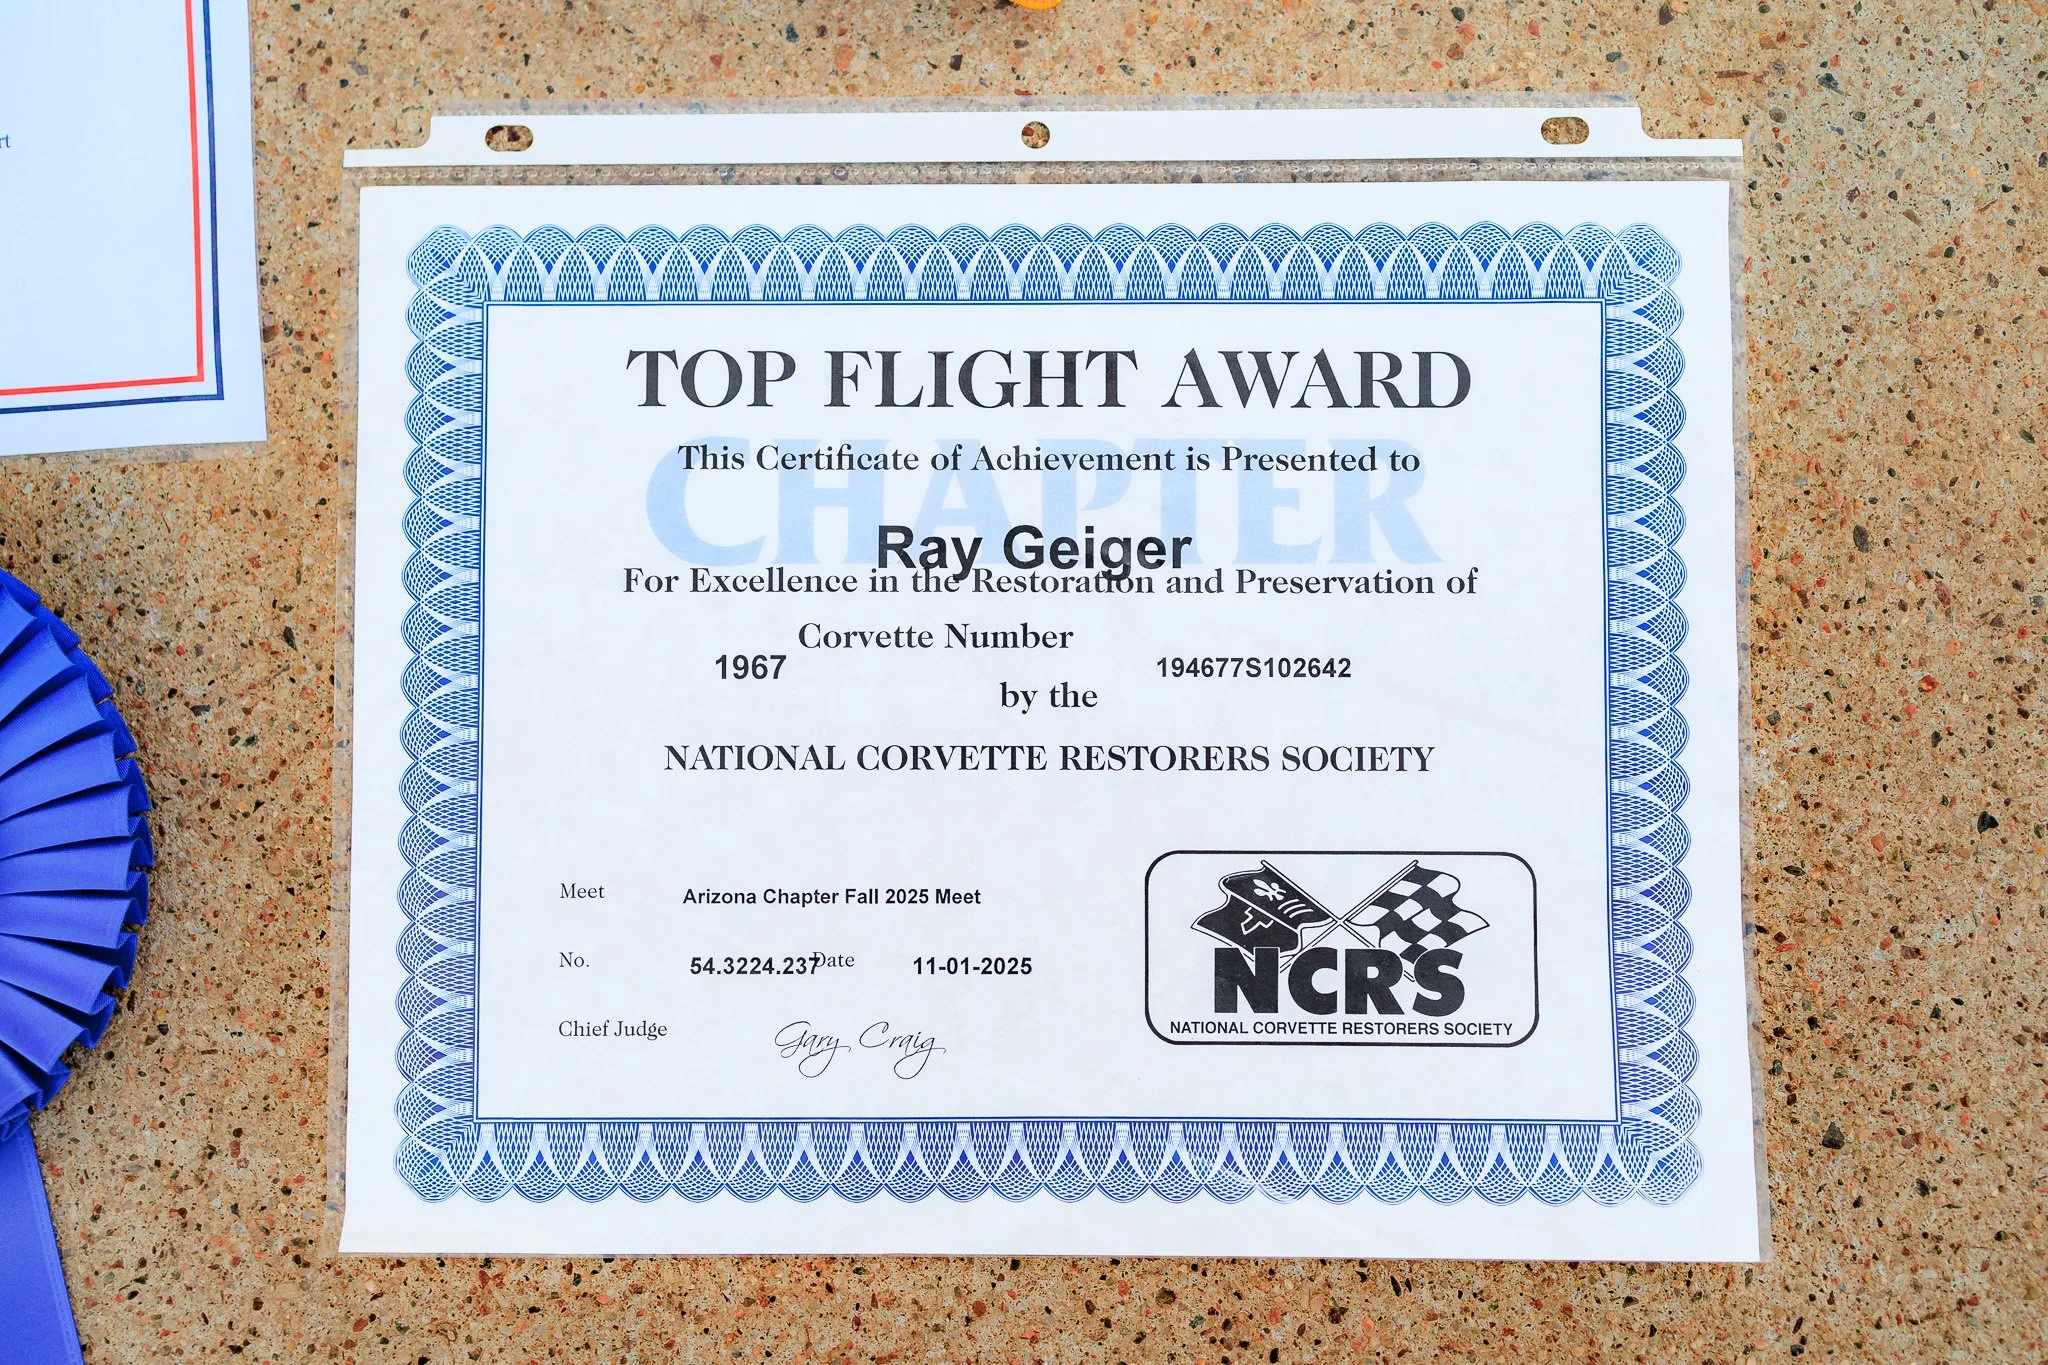 rt
TOP FLIGHT AWARD
CHAPTER
This Certificate of Achievement is Presented to
Ray Geiger
For Excellence in the Restoration and Preservation of
Corvette Number
1967 194677S102642
by the
NATIONAL CORVETTE RESTORERS SOCIETY
Meet Arizona Chapter Fall 2025 Meet
No. 54.3224.237 Date 11-01-2025
Chief Judge Gary Craig
NCRS
NATIONAL CORVETTE RESTORERS SOCIETY